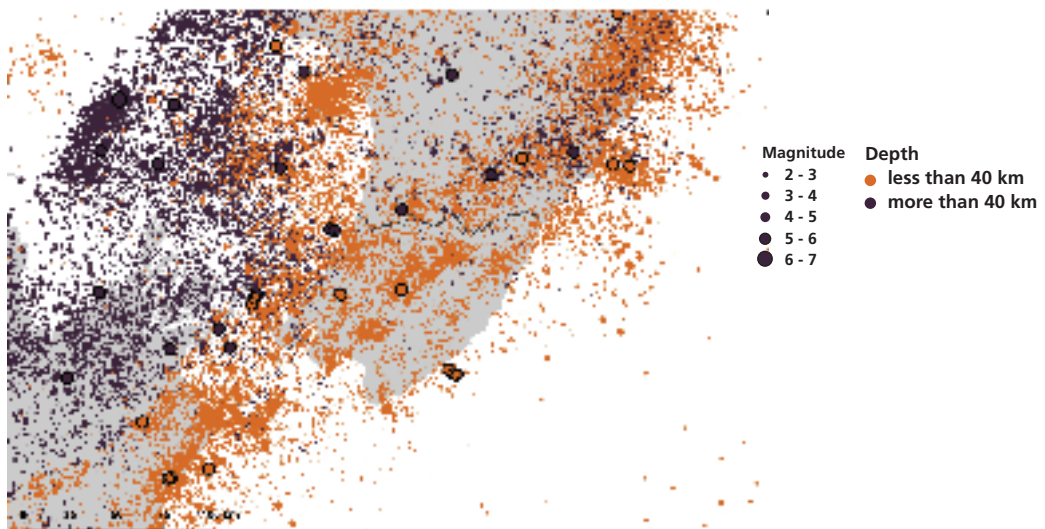 Magnitude
2 - 3
3 - 4
4 - 5
5 - 6
6 - 7
Depth
less than 40 km
more than 40 km